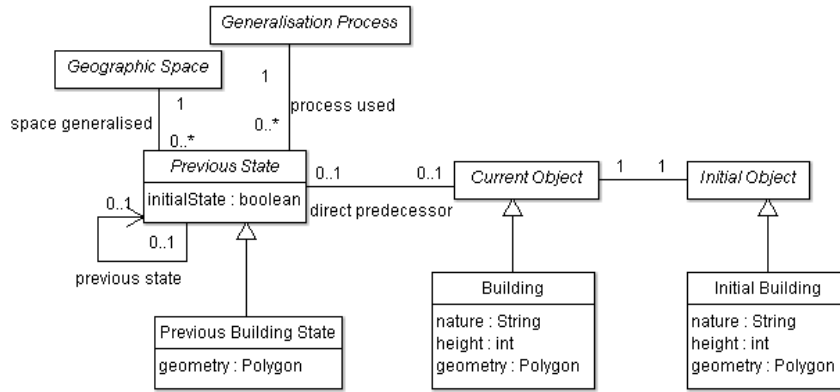 Generalisation Process
Geographic Space
1
1
space generalised
process used
0..*
0..*
Previous State
initialState : boolean
0..1
0..1
direct predecessor
Current Object
1
1
Initial Object
0..1
0..1
previous state
Previous Building State
geometry : Polygon
Building
nature : String
height : int
geometry : Polygon
Initial Building
nature : String
height : int
geometry : Polygon